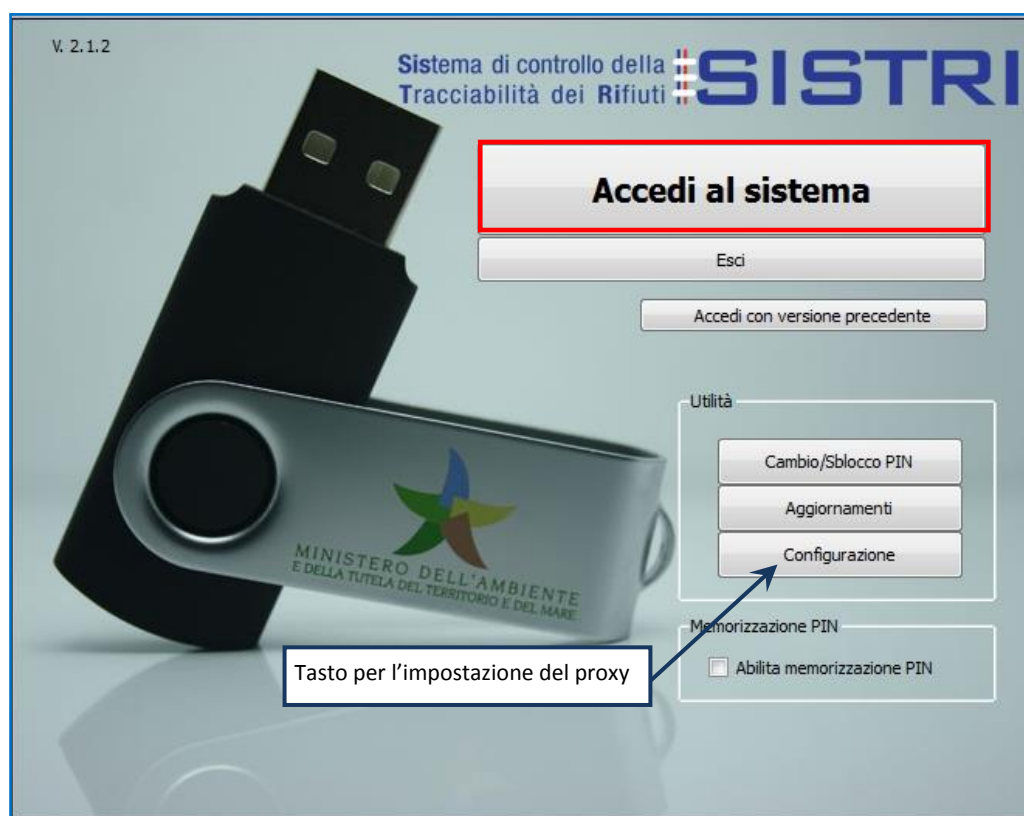 V. 2.1.2
Sistema di controllo della
Tracciabilità dei Rifiuti
SISTRI
Accedi al sistema
Esci
Accedi con versione precedente
Utilità
Cambio/Sblocco PIN
Aggiornamenti
Configurazione
MINISTERO DELL'AMBIENTE
E DELLA TUTELA DEL TERRITORIO E DEL MARE
Memorizzazione PIN
Tasto per l’impostazione del proxy
Abilita memorizzazione PIN